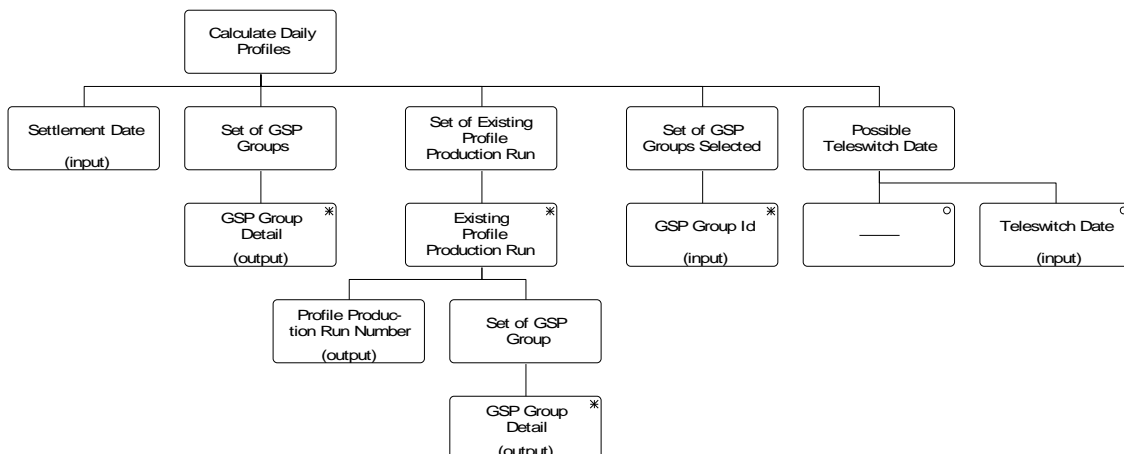 Calculate Daily
Profiles
Settlement Date
(input)
Set of GSP
Groups
Set of Existing
Profile
Production Run
Set of GSP
Groups Selected
Possible
Teleswitch Date
GSP Group
Detail
(output)
Existing
Profile
Production Run
GSP Group Id
(input)
Teleswitch Date
(input)
Profile Produc-
tion Run Number
(output)
Set of GSP
Group
GSP Group
Detail
(output)